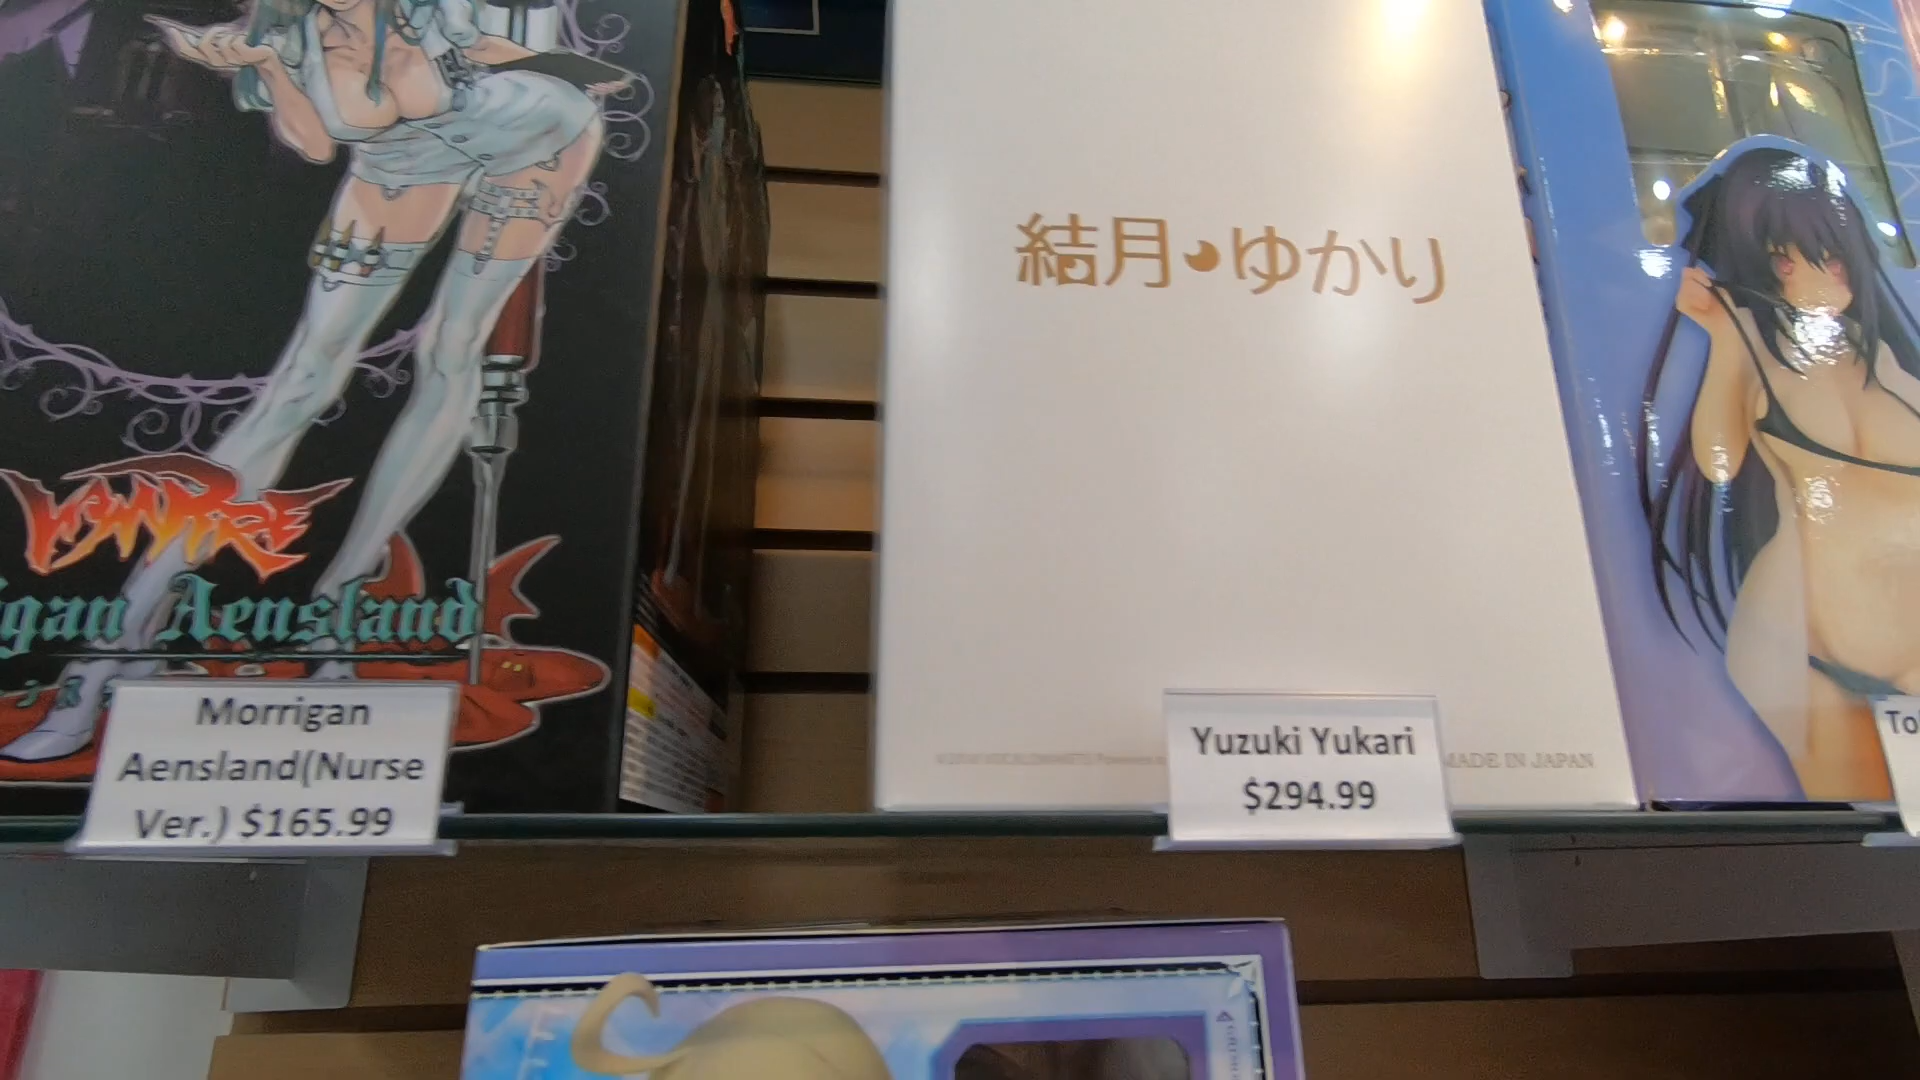 結月ゆかり
VAMPIRE
Aensland
Morrigan
Aensland(Nurse
Ver.) $165.99
Yuzuki Yukari
$294.99
MADE IN JAPAN